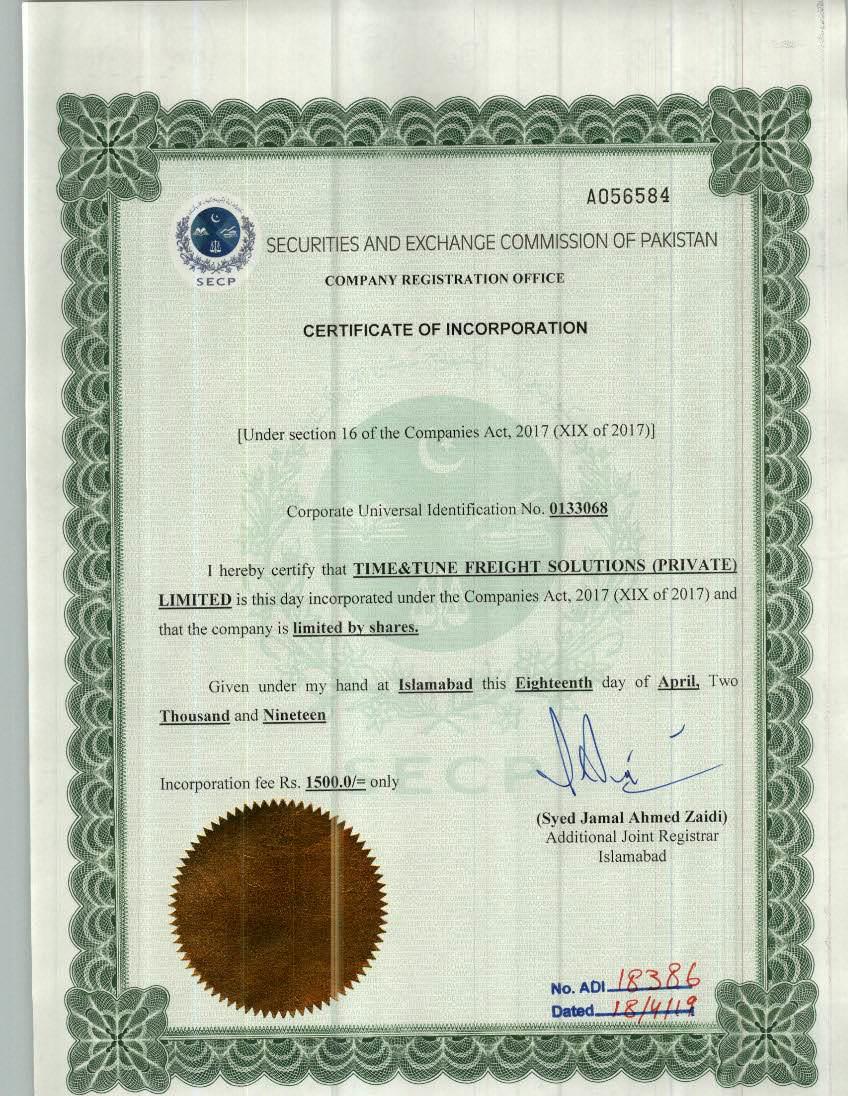 A056584
SECP
SECURITIES AND EXCHANGE COMMISSION OF PAKISTAN
COMPANY REGISTRATION OFFICE
CERTIFICATE OF INCORPORATION
[Under section 16 of the Companies Act, 2017 (XIX of 2017)]
Corporate Universal Identification No. 0133068
I hereby certify that TIME&TUNE FREIGHT SOLUTIONS (PRIVATE)
LIMITED is this day incorporated under the Companies Act, 2017 (XIX of 2017) and
that the company is limited by shares.
Given under my hand at Islamabad this Eighteenth day of April, Two
Thousand and Nineteen
SECP
Incorporation fee Rs. 1500.0/= only
(Syed Jamal Ahmed Zaidi)
Additional Joint Registrar
Islamabad
No. ADI 18386
Dated 18/4/19